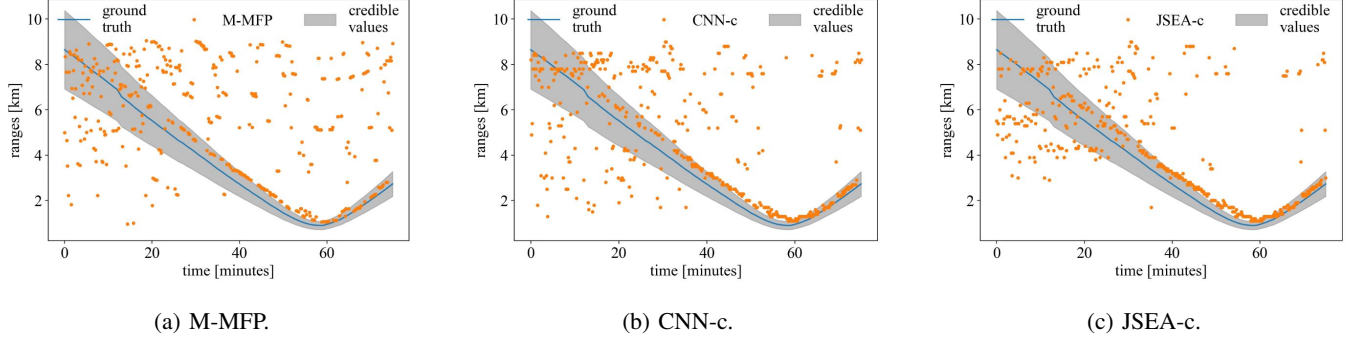 10
8
6
4
2
ranges [km]
ground
truth
M-MFP
credible
values
0
20
40
60
time [minutes]
(a) M-MFP.
10
8
6
4
2
ranges [km]
ground
truth
CNN-c
credible
values
0
20
40
60
time [minutes]
(b) CNN-c.
10
8
6
4
2
ranges [km]
ground
truth
JSEA-c
credible
values
0
20
40
60
time [minutes]
(c) JSEA-c.